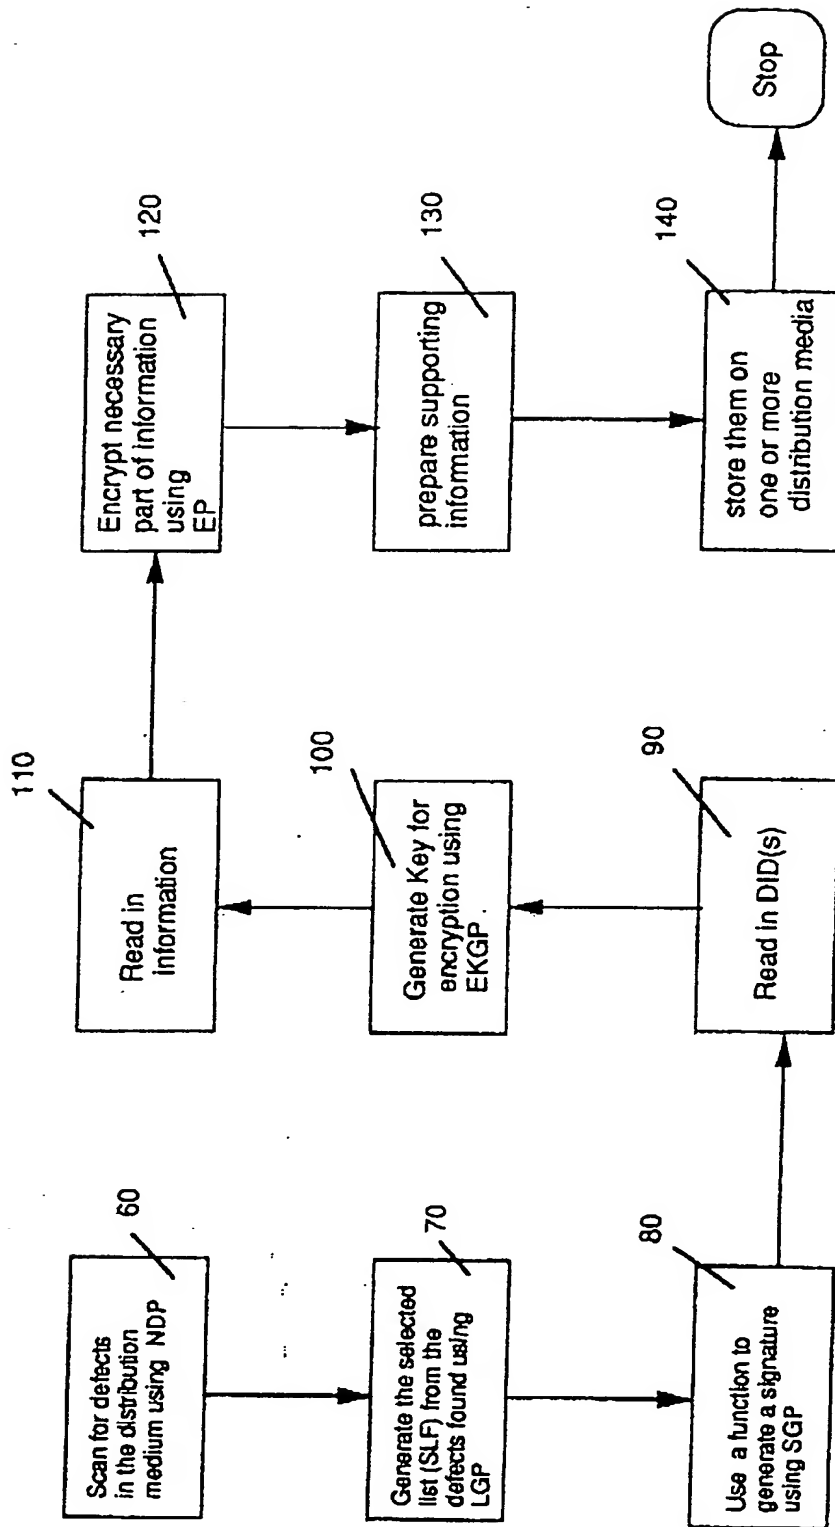 60
Scan for defects
in the distribution
medium using NDP
70
Generate the selected
list (SLF) from the
defects found using
LGP
80
Use a function to
generate a signature
using SGP
90
Read in DID(s)
100
Generate Key for
encryption using
EKGP.
110
Read in
information
120
Encrypt necessary
part of information
using
EP
130
prepare supporting
information
140
store them on
one or more
distribution media
Stop